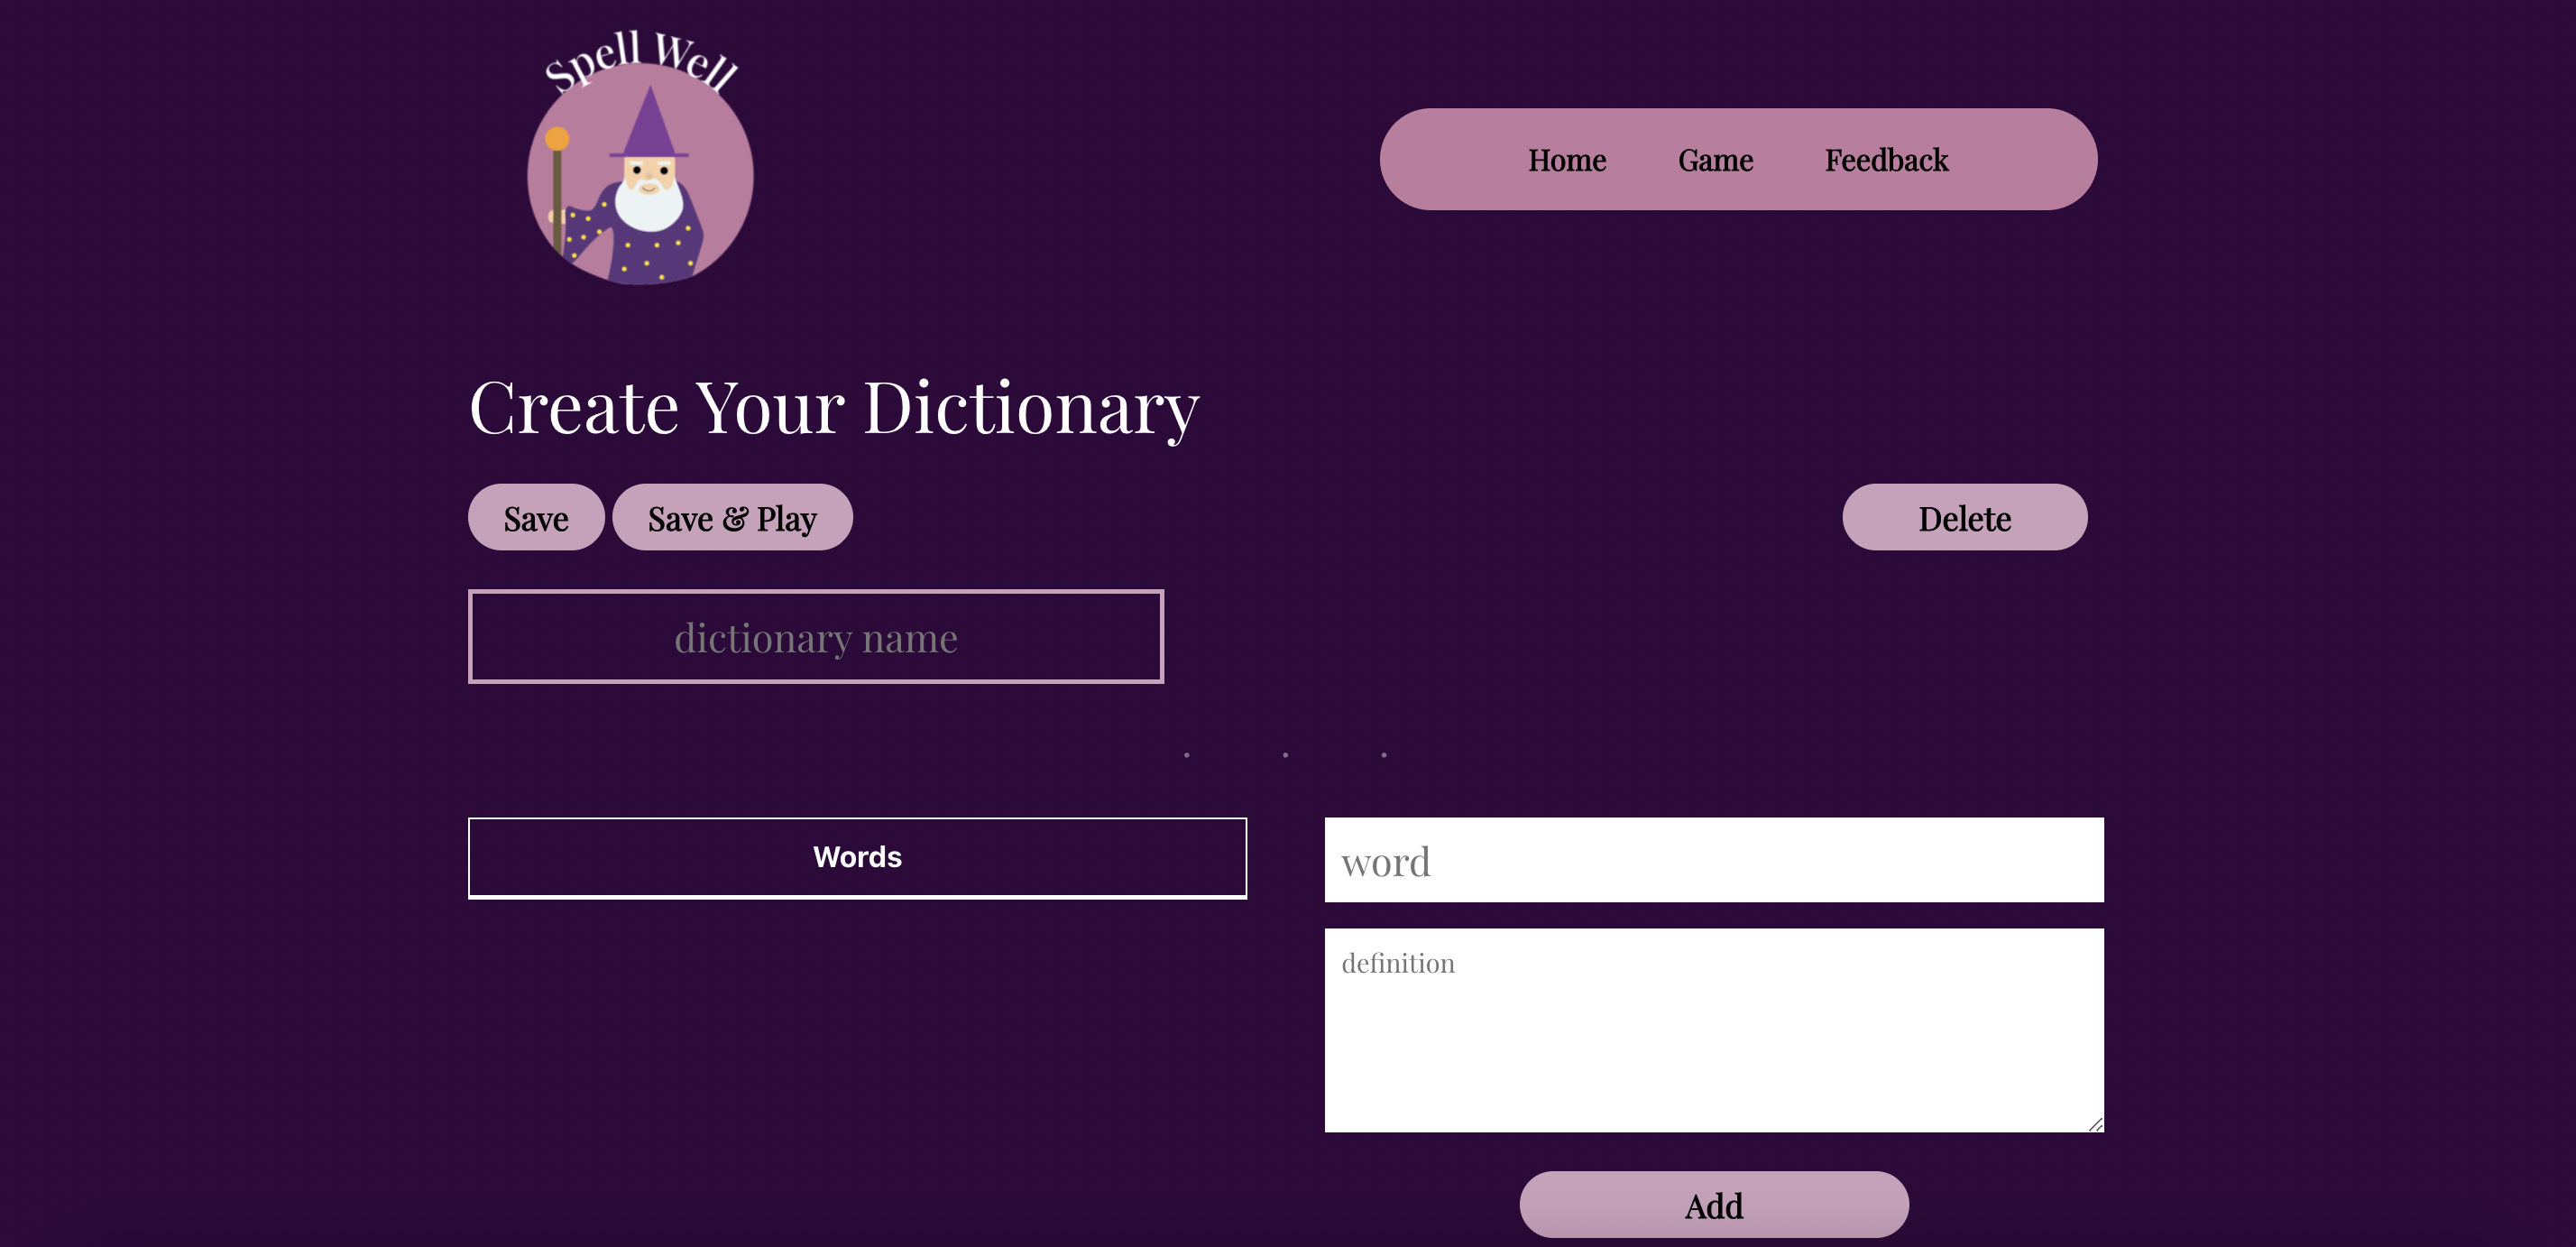 Spell Well
Home Game Feedback
Create Your Dictionary
Save Save & Play Delete
dictionary name
. . .
Words
word
definition
Add